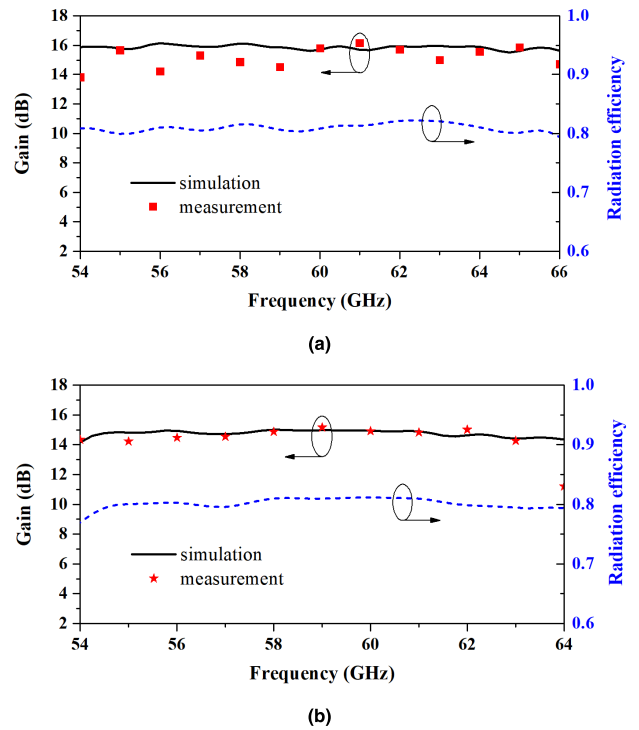 18
16
14
12
10
8
6
4
2
Gain (dB)
1.0
0.9
0.8
0.7
0.6
Radiation efficiency
simulation
measurement
54 56 58 60 62 64 66
Frequency (GHz)
(a)
18
16
14
12
10
8
6
4
2
Gain (dB)
1.0
0.9
0.8
0.7
0.6
Radiation efficiency
simulation
measurement
54 56 58 60 62 64
Frequency (GHz)
(b)